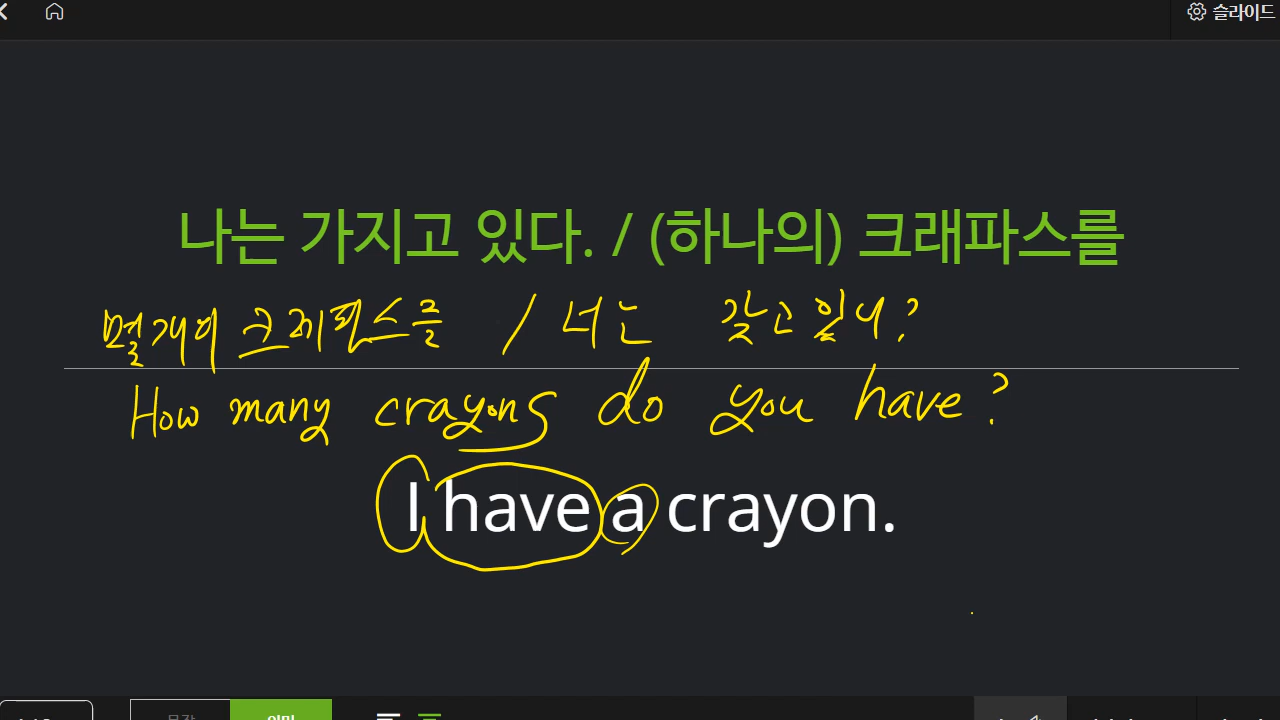 슬라이드
나는 가지고 있다. / (하나의) 크래파스를
몇개의 크레파스를 / 너는 갖고 있니?
How many crayons do you have?
I have a crayon.